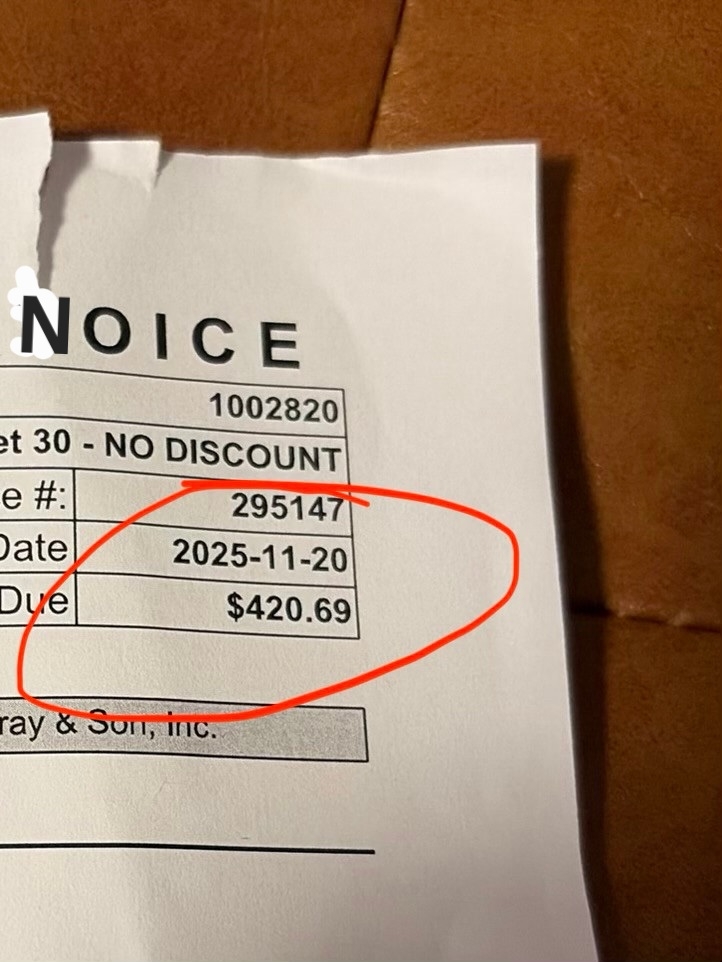 NOICE
1002820
et 30 - NO DISCOUNT
e #: 295147
Date 2025-11-20
Due $420.69
ray & Son, Inc.